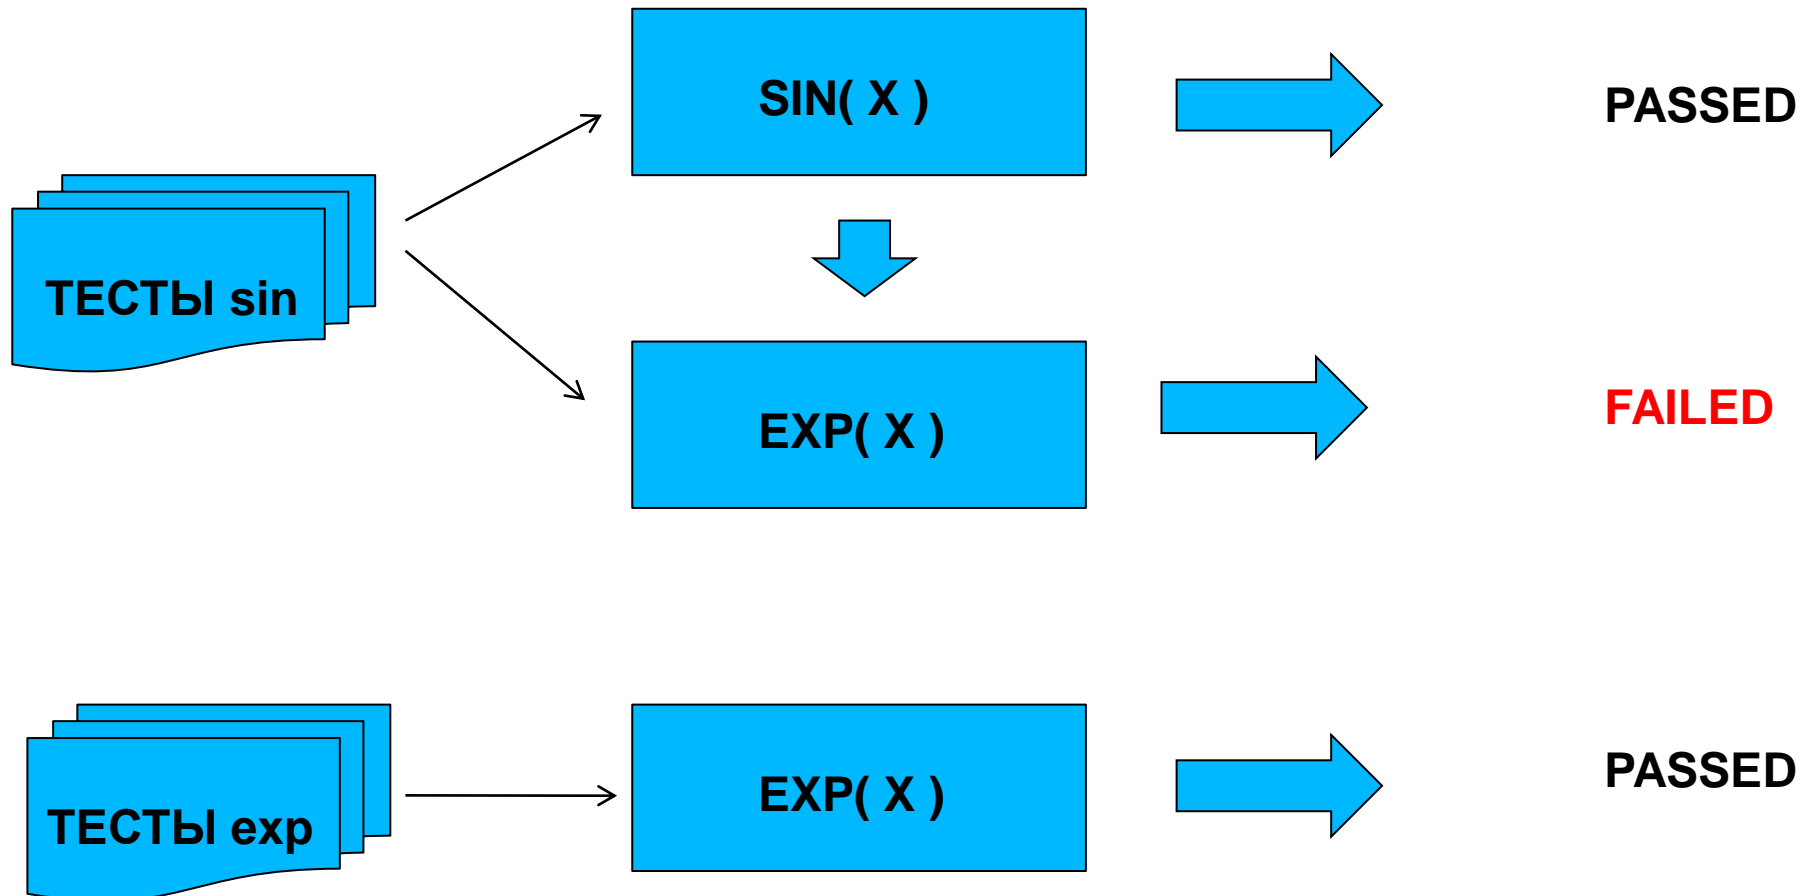 SIN( X )
PASSED
ТЕСТЫ sin
EXP( X )
FAILED
ТЕСТЫ exp
EXP( X )
PASSED